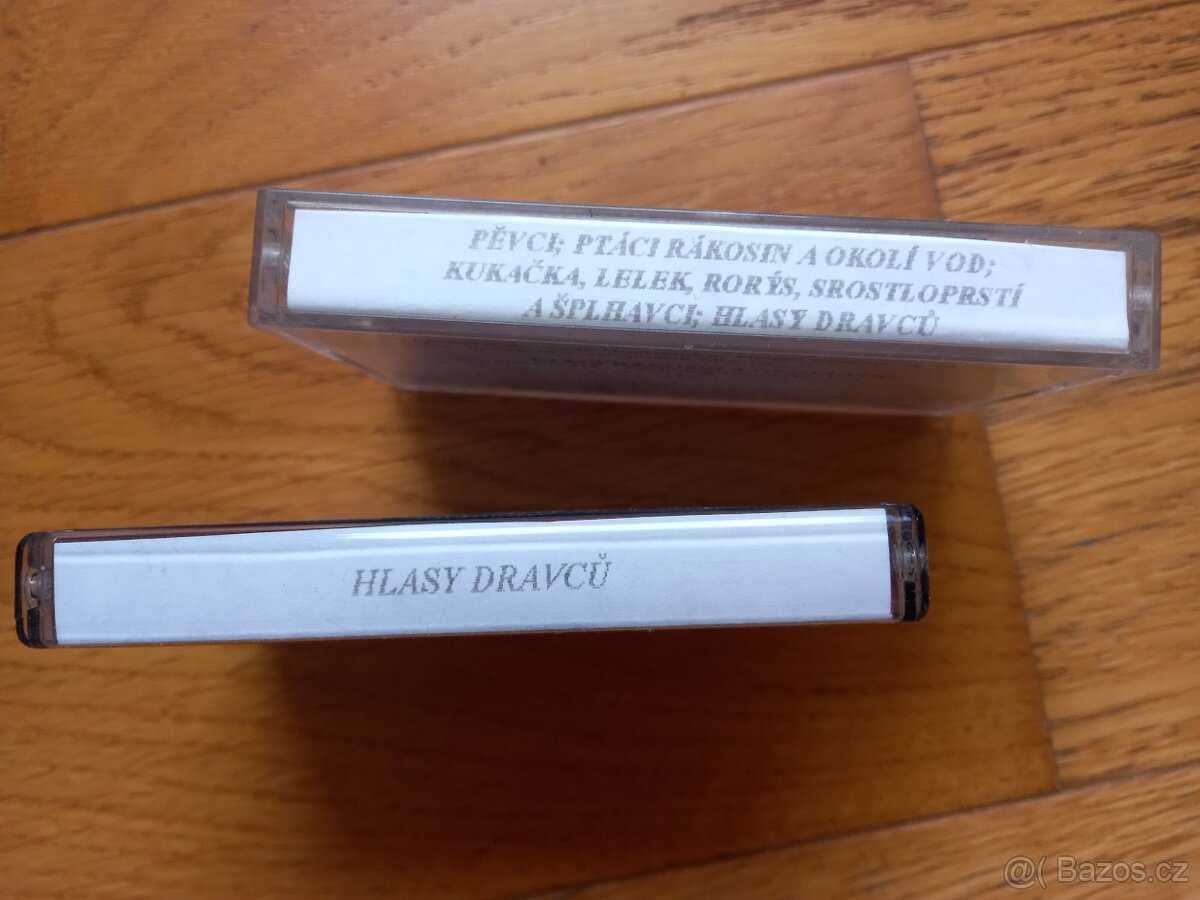 PĚVCI; PTÁCI RÁKOSIN A OKOLÍ VOD;
KUKAČKA, LELEK, RORÝS, SROSTLOPRSTÍ
A ŠPLHAVCI; HLASY DRAVCŮ
HLASY DRAVCŮ
@( Bazos.cz